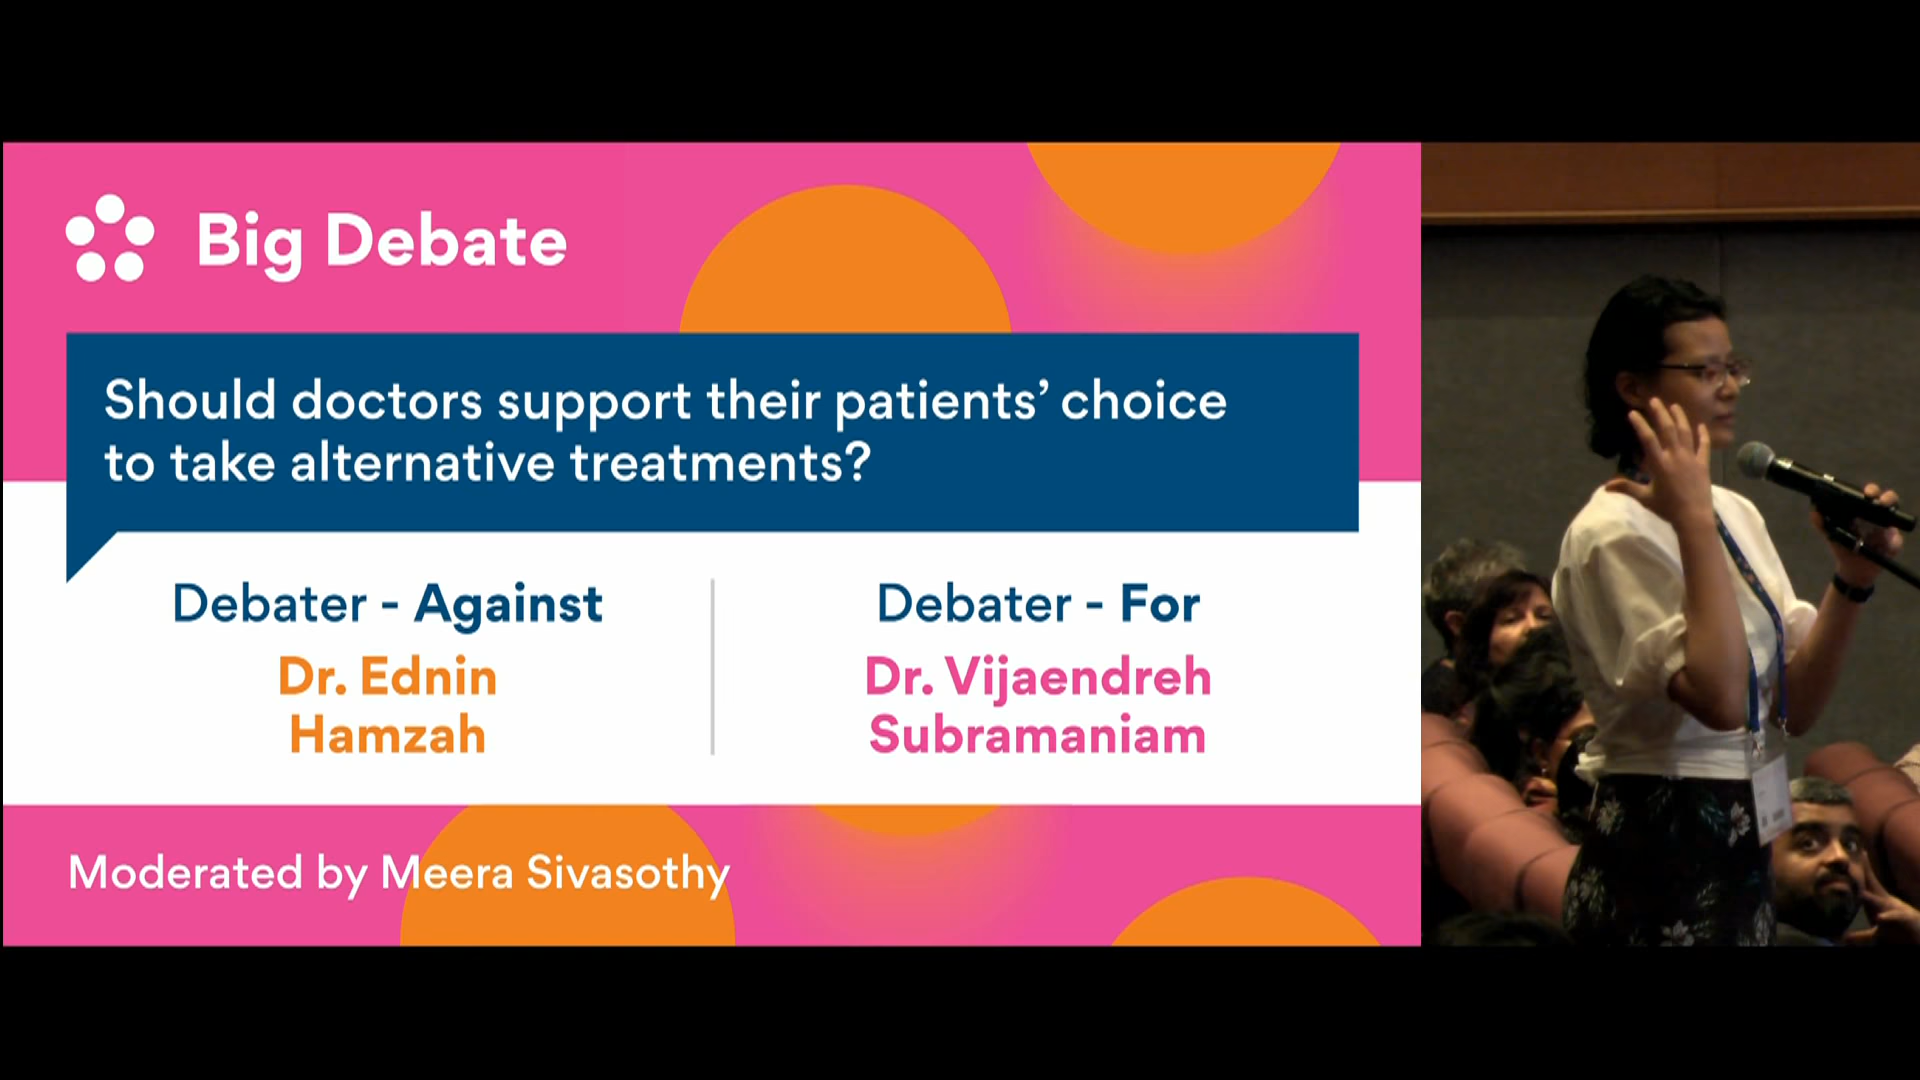 Big Debate
Should doctors support their patients’ choice
to take alternative treatments?
Debater - Against
Dr. Ednin
Hamzah
Debater - For
Dr. Vijaendreh
Subramaniam
Moderated by Meera Sivasothy